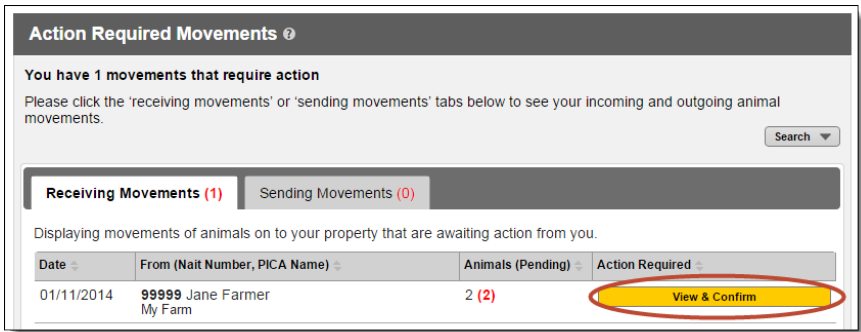 Action Required Movements ?
You have 1 movements that require action
Please click the 'receiving movements' or 'sending movements' tabs below to see your incoming and outgoing animal
movements.
Search
Receiving Movements (1) Sending Movements (0)
Displaying movements of animals on to your property that are awaiting action from you.
Date From (Nait Number, PICA Name) Animals (Pending) Action Required
01/11/2014 99999 Jane Farmer 2 (2) View & Confirm
My Farm